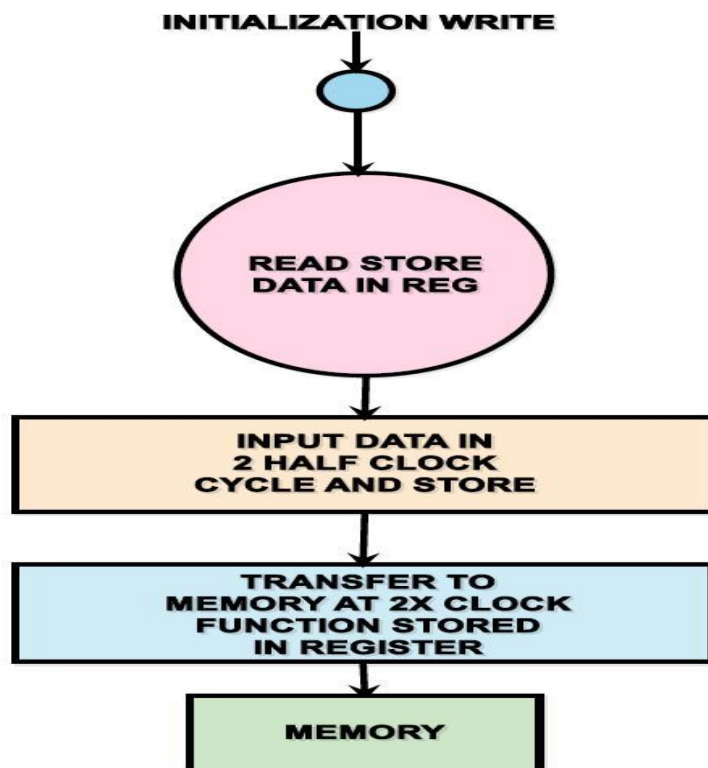 INITIALIZATION WRITE
READ STORE
DATA IN REG
INPUT DATA IN
2 HALF CLOCK
CYCLE AND STORE
TRANSFER TO
MEMORY AT 2X CLOCK
FUNCTION STORED
IN REGISTER
MEMORY